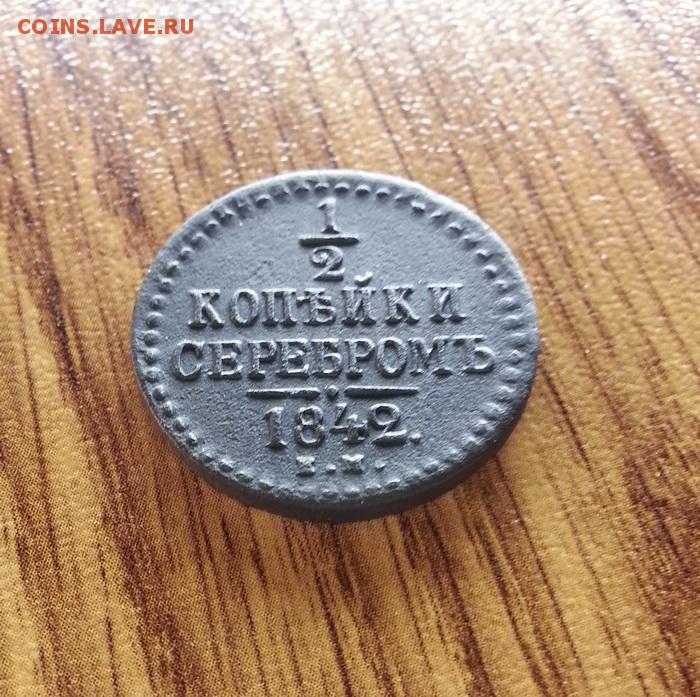 COINS.LAVE.RU
1
2
КОПѢЙКИ
СЕРЕБРОМЪ
1842.